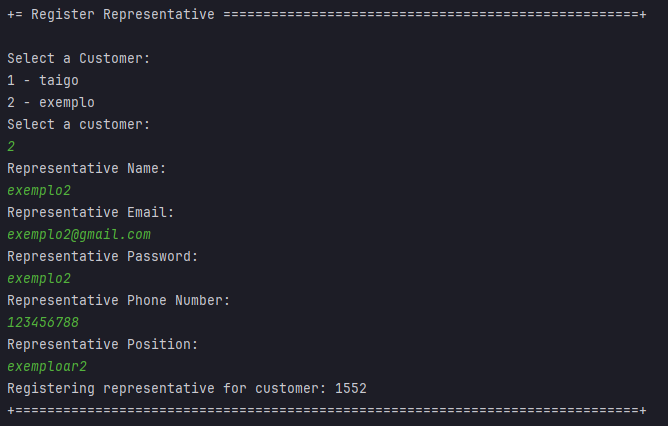 += Register Representative ====================================================+
Select a Customer:
1 - taigo
2 - exemplo
Select a customer:
2
Representative Name:
exemplo2
Representative Email:
exemplo2@gmail.com
Representative Password:
exemplo2
Representative Phone Number:
123456788
Representative Position:
exemploar2
Registering representative for customer: 1552
+==============================================================================+